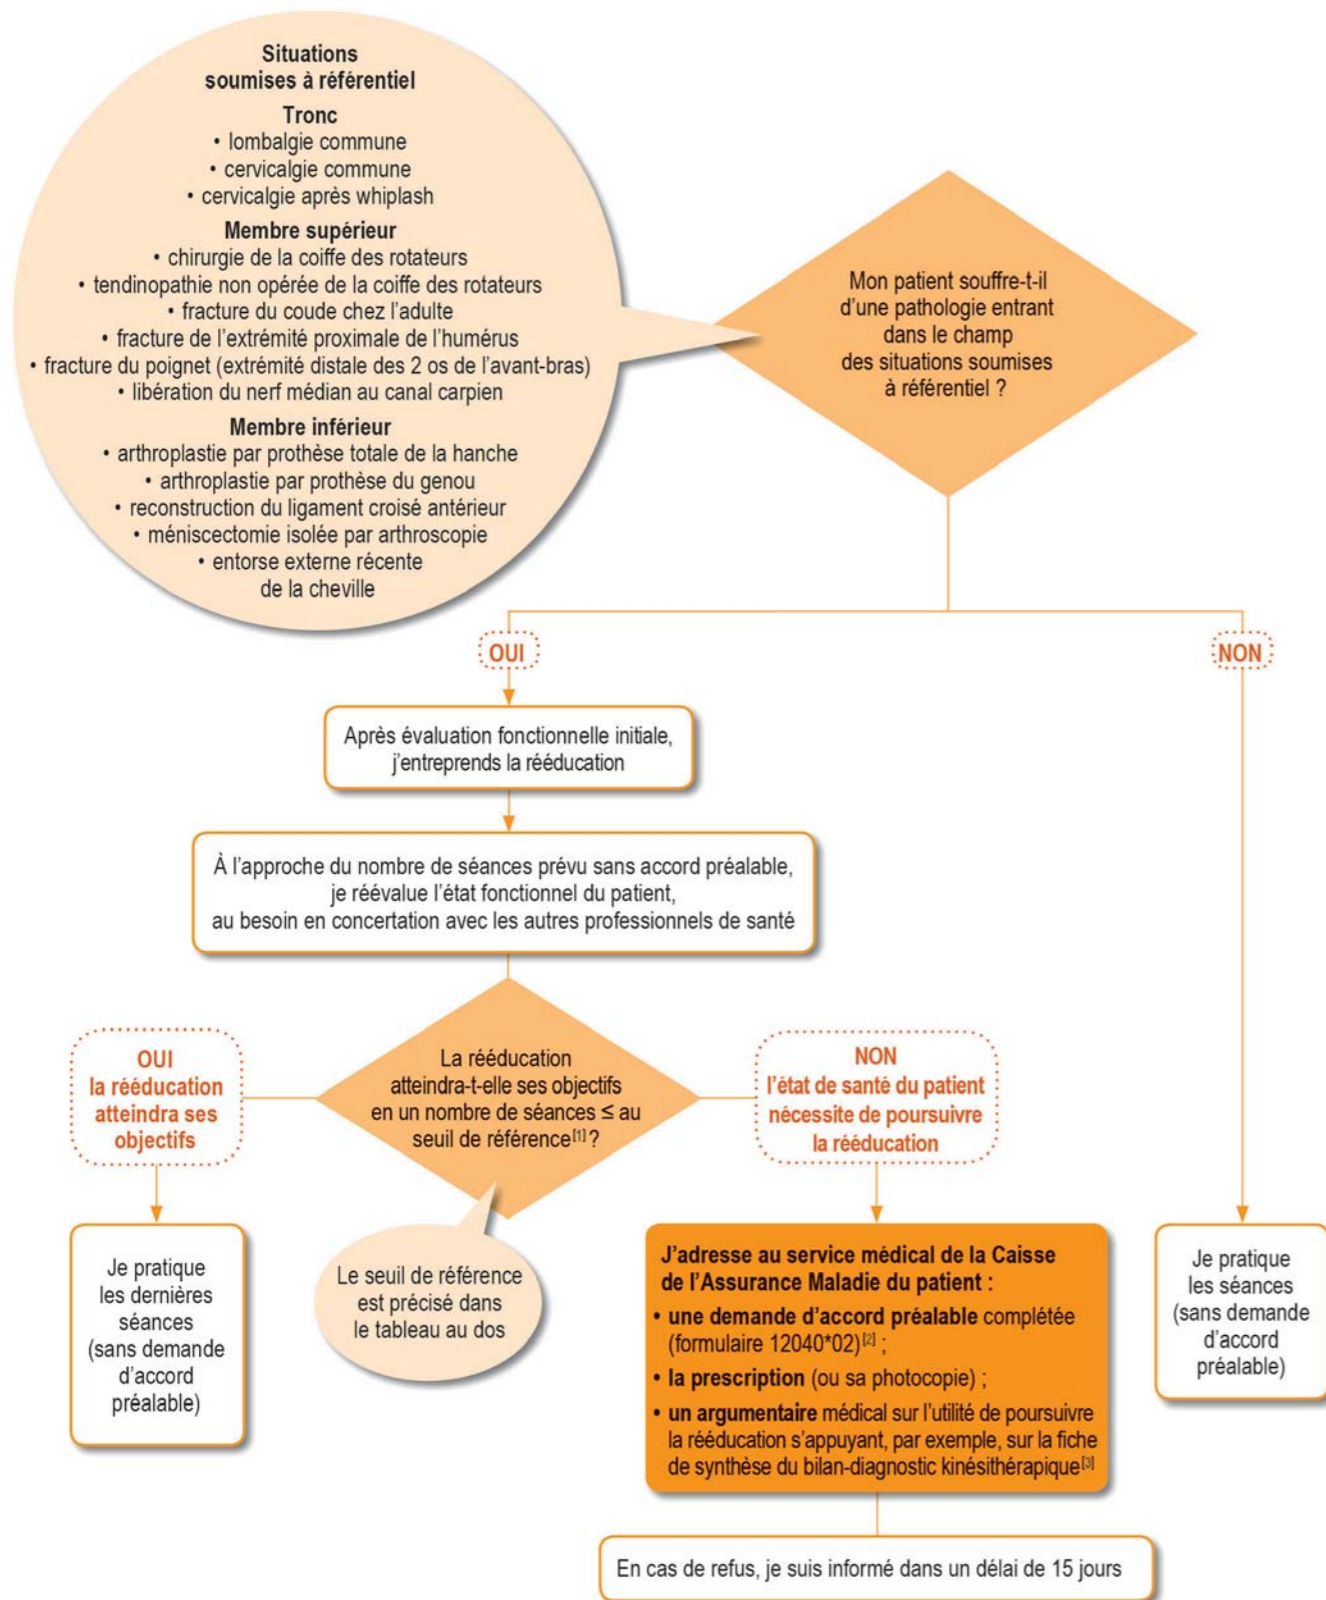 Situations
soumises à référentiel
Tronc
• lombalgie commune
• cervicalgie commune
• cervicalgie après whiplash
Membre supérieur
• chirurgie de la coiffe des rotateurs
• tendinopathie non opérée de la coiffe des rotateurs
• fracture du coude chez l’adulte
• fracture de l’extrémité proximale de l’humérus
• fracture du poignet (extrémité distale des 2 os de l’avant-bras)
• libération du nerf médian au canal carpien
Membre inférieur
• arthroplastie par prothèse totale de la hanche
• arthroplastie par prothèse du genou
• reconstruction du ligament croisé antérieur
• méniscectomie isolée par arthroscopie
• entorse externe récente
de la cheville
Mon patient souffre-t-il
d’une pathologie entrant
dans le champ
des situations soumises
à référentiel ?
OUI
NON
Après évaluation fonctionnelle initiale,
j’entreprends la rééducation
À l’approche du nombre de séances prévu sans accord préalable,
je réévalue l’état fonctionnel du patient,
au besoin en concertation avec les autres professionnels de santé
OUI
la rééducation
atteindra ses
objectifs
La rééducation
atteindra-t-elle ses objectifs
en un nombre de séances ≤ au
seuil de référence[1] ?
NON
l’état de santé du patient
nécessite de poursuivre
la rééducation
Je pratique
les dernières
séances
(sans demande
d’accord
préalable)
Le seuil de référence
est précisé dans
le tableau au dos
J’adresse au service médical de la Caisse
de l’Assurance Maladie du patient :
• une demande d’accord préalable complétée
(formulaire 12040*02)[2] ;
• la prescription (ou sa photocopie) ;
• un argumentaire médical sur l’utilité de poursuivre
la rééducation s’appuyant, par exemple, sur la fiche
de synthèse du bilan-diagnostic kinésithérapique[3]
Je pratique
les séances
(sans demande
d’accord
préalable)
En cas de refus, je suis informé dans un délai de 15 jours